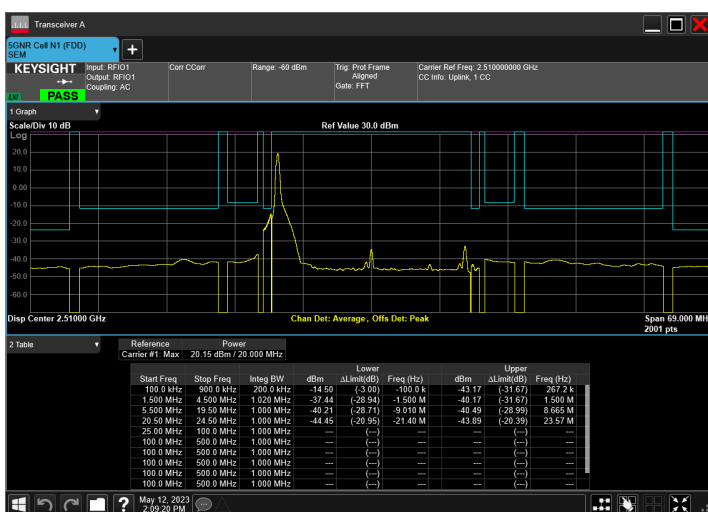 Transceiver A
5GNR Cell N1 (FDD)
SEM
KEYSIGHT
Input: RFIO1
Output: RFIO1
Coupling: AC
Corr CCorr
Range: -60 dBm
Trig: Prot Frame
Aligned
Gate: FFT
Carrier Ref Freq: 2.510000000 GHz
CC Info: Uplink, 1 CC
LXI PASS
1 Graph
Scale/Div 10 dB Ref Value 30.0 dBm
Log
20.0
10.0
0.00
-10.0
-20.0
-30.0
-40.0
-50.0
-60.0
Disp Center 2.51000 GHz Chan Det: Average, Offs Det: Peak Span 69.000 MH
2001 pts
2 Table
Reference Power
Carrier #1: Max 20.15 dBm / 20.000 MHz
Lower Upper
Start Freq Stop Freq Integ BW dBm ΔLimit(dB) Freq (Hz) dBm ΔLimit(dB) Freq (Hz)
100.0 kHz 900.0 kHz 200.0 kHz -14.50 (-3.00) -100.0 k -43.17 (-31.67) 267.2 k
1.500 MHz 4.500 MHz 1.020 MHz -37.44 (-28.94) -1.500 M -40.17 (-31.67) 1.500 M
5.500 MHz 19.50 MHz 1.000 MHz -40.21 (-28.71) -9.010 M -40.49 (-28.99) 8.665 M
20.50 MHz 24.50 MHz 1.000 MHz -44.45 (-20.95) -21.40 M -43.89 (-20.39) 23.57 M
25.00 MHz 100.0 MHz 1.000 MHz --- (---) --- --- (---) ---
100.0 MHz 500.0 MHz 1.000 MHz --- (---) --- --- (---) ---
100.0 MHz 500.0 MHz 1.000 MHz --- (---) --- --- (---) ---
100.0 MHz 500.0 MHz 1.000 MHz --- (---) --- --- (---) ---
100.0 MHz 500.0 MHz 1.000 MHz --- (---) --- --- (---) ---
100.0 MHz 500.0 MHz 1.000 MHz --- (---) --- --- (---) ---
May 12, 2023
2:09:20 PM